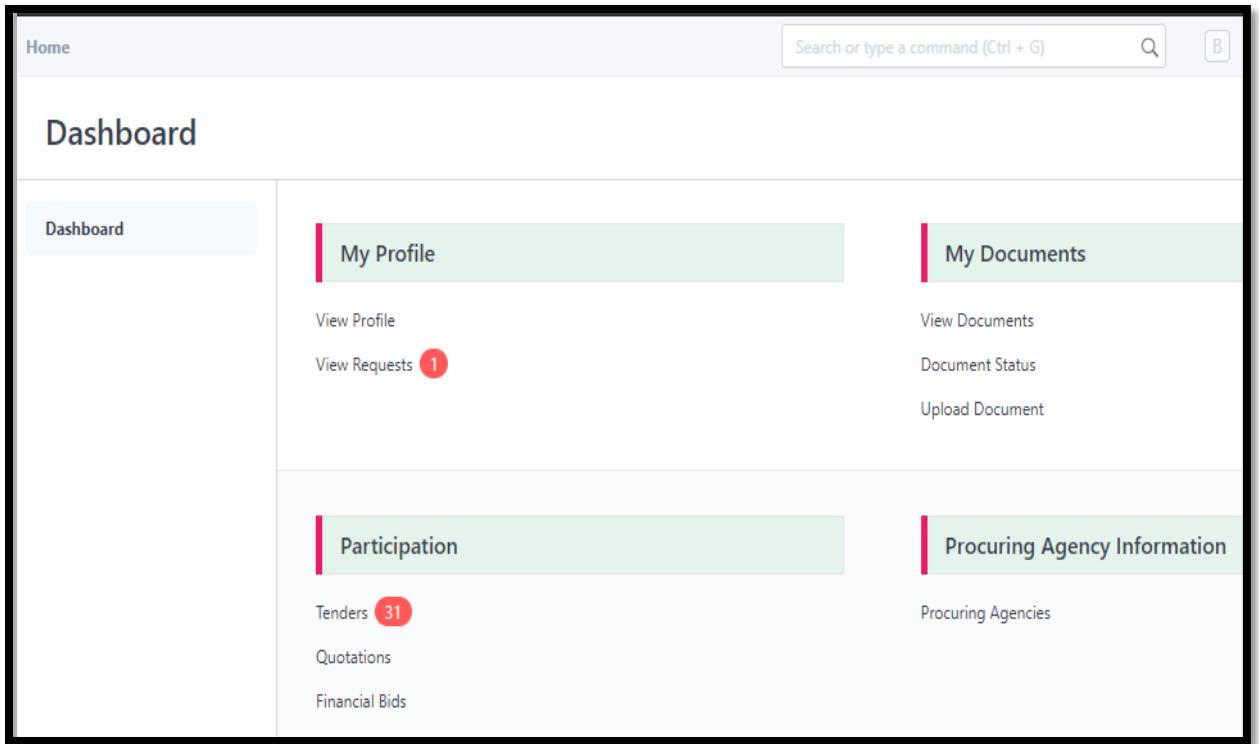 Home
Search or type a command (Ctrl + G)
B
Dashboard
Dashboard
My Profile
View Profile
View Requests 1
My Documents
View Documents
Document Status
Upload Document
Participation
Tenders 31
Quotations
Financial Bids
Procuring Agency Information
Procuring Agencies